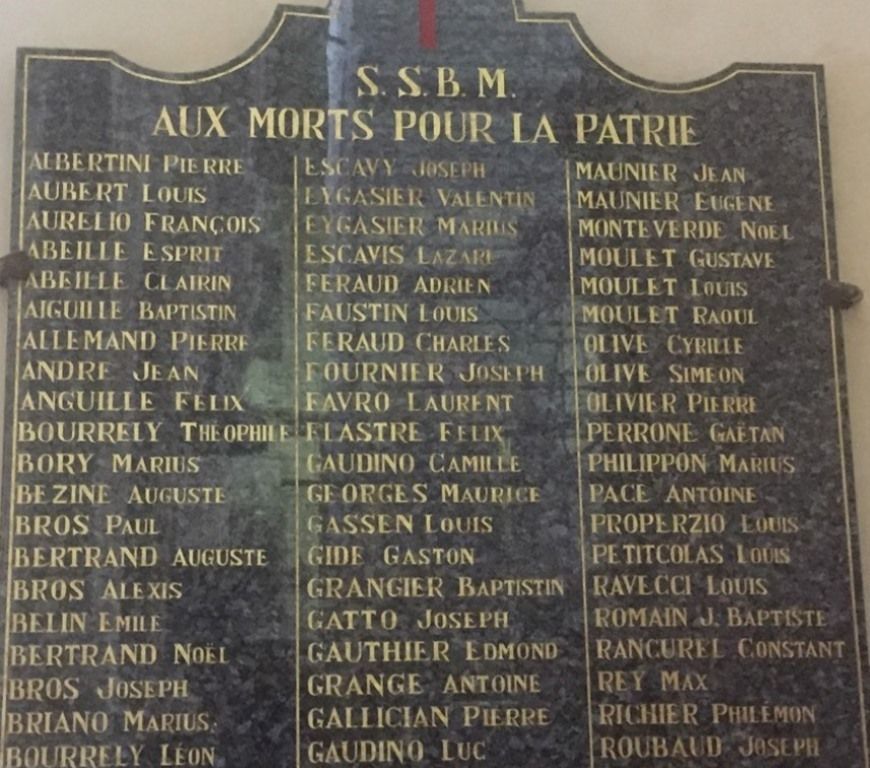 S. S. B. M.
AUX MORTS POUR LA PATRIE
ALBERTINI PIERRE
AUBERT LOUIS
AURELIO FRANÇOIS
ABEILLE ESPRIT
ABEILLE CLAIRIN
AIGUILLE BAPTISTIN
ALLEMAND PIERRE
ANDRE JEAN
ANGUILLE FELIX
BOURRELY THÉOPHILE
BORY MARIUS
BEZINE AUGUSTE
BROS PAUL
BERTRAND AUGUSTE
BROS ALEXIS
BELIN EMILE
BERTRAND NOËL
BROS JOSEPH
BRIANO MARIUS
BOURRELY LÉON
ESCAVY JOSEPH
EYGASIER VALENTIN
EYGASIER MARIUS
ESCAVIS LAZARE
FERAUD ADRIEN
FAUSTIN LOUIS
FERAUD CHARLES
FOURNIER JOSEPH
FAVRO LAURENT
FLASTRE FELIX
GAUDINO CAMILLE
GEORGES MAURICE
GASSEN LOUIS
GIDE GASTON
GRANGIER BAPTISTIN
GATTO JOSEPH
GAUTHIER EDMOND
GRANGE ANTOINE
GALLICIAN PIERRE
GAUDINO LUC
MAUNIER JEAN
MAUNIER EUGENE
MONTEVERDE NOËL
MOULET GUSTAVE
MOULET LOUIS
MOULET RAOUL
OLIVE CYRILLE
OLIVE SIMEON
OLIVIER PIERRE
PERRONE GAËTAN
PHILIPPON MARIUS
PACE ANTOINE
PROPERZIO LOUIS
PETITCOLAS LOUIS
RAVECCI LOUIS
ROMAIN J. BAPTISTE
RANCUREL CONSTANT
REY MAX
RICHIER PHILÉMON
ROUBAUD JOSEPH